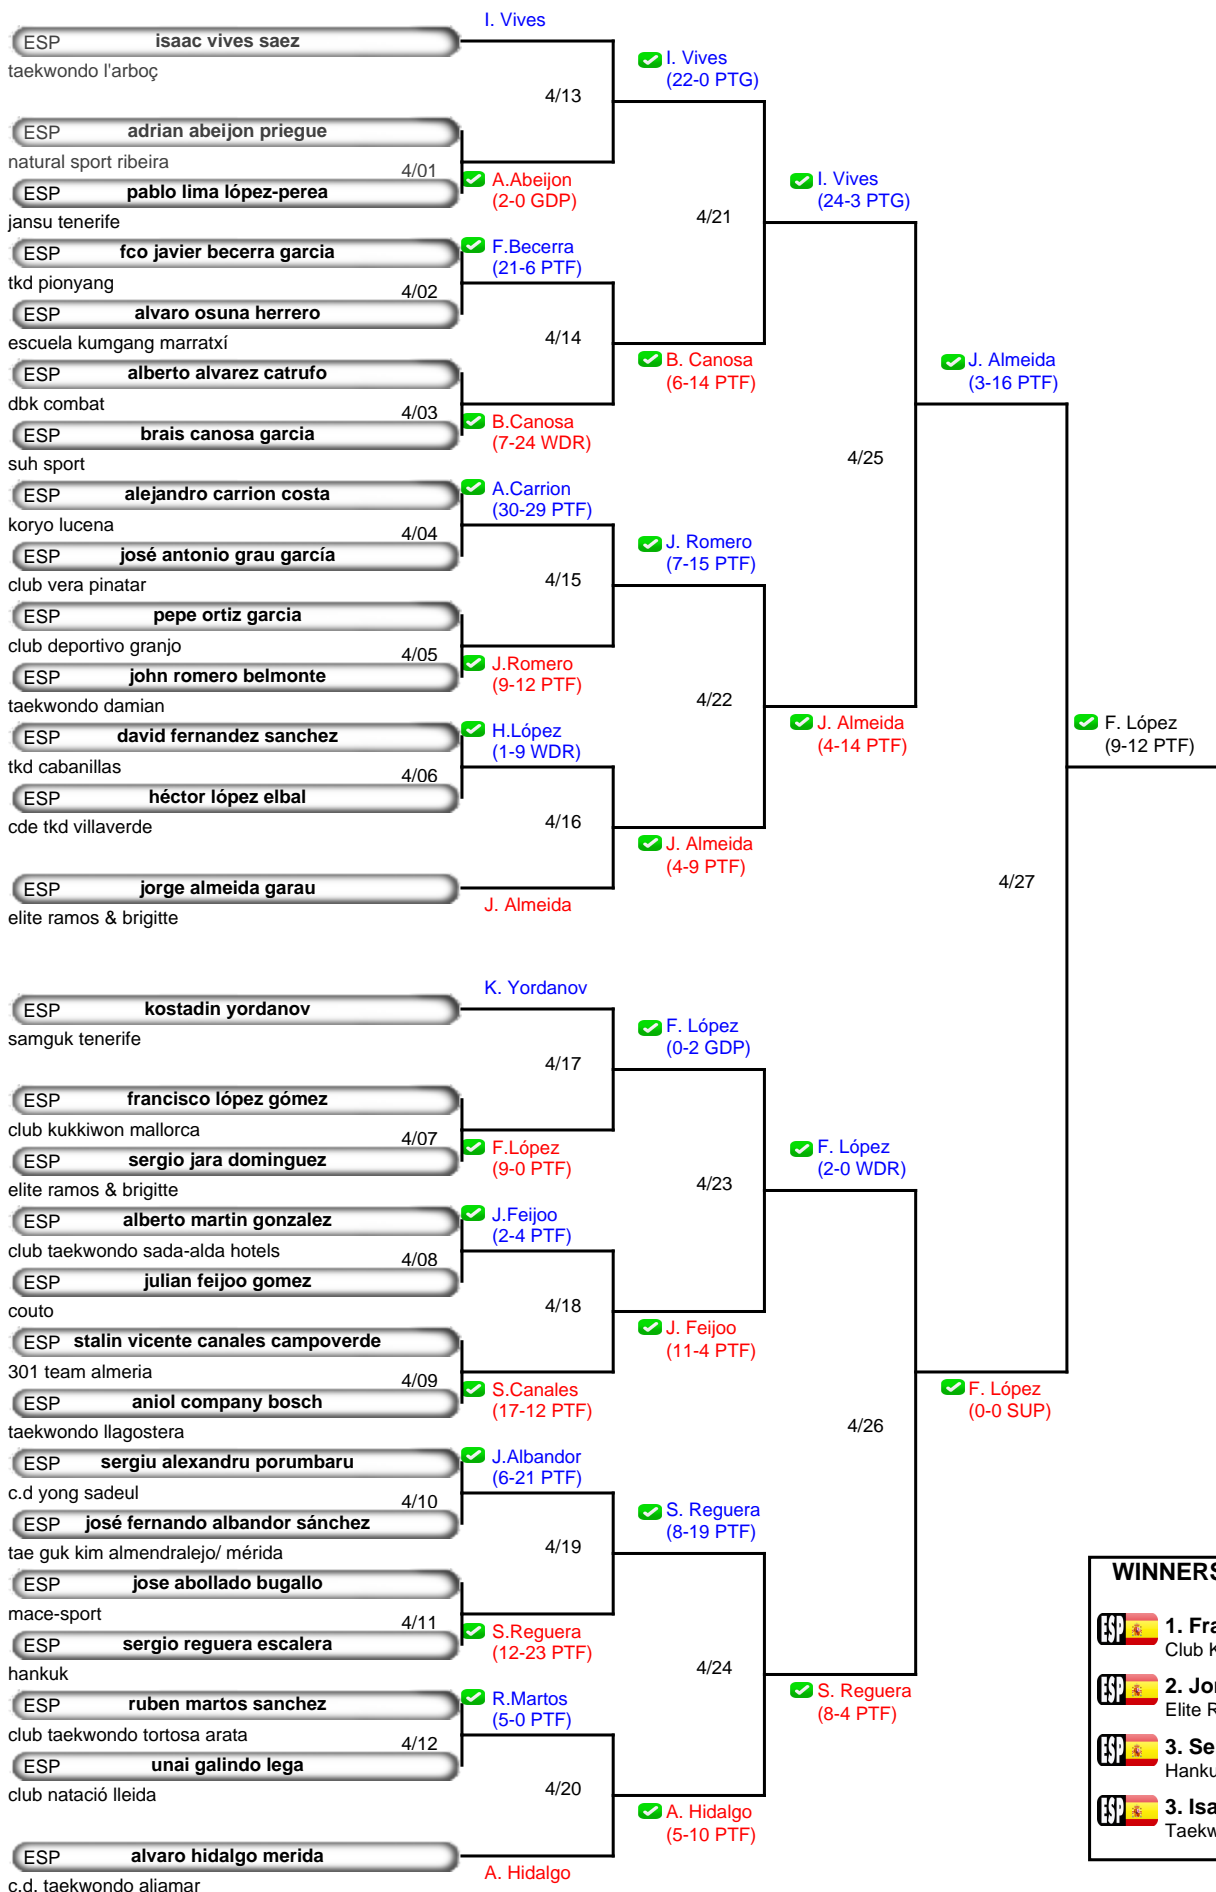 I. Vives
ESP isaac vives saez
taekwondo l'arboç
4/13
I. Vives
(22-0 PTG)
ESP adrian abeijon priegue
natural sport ribeira
4/01
ESP pablo lima lópez-perea
jansu tenerife
A.Abeijon
(2-0 GDP)
4/21
I. Vives
(24-3 PTG)
ESP fco javier becerra garcia
tkd pionyang
4/02
F.Becerra
(21-6 PTF)
ESP alvaro osuna herrero
escuela kumgang marratxí
4/14
B. Canosa
(6-14 PTF)
J. Almeida
(3-16 PTF)
ESP alberto alvarez catrufo
dbk combat
4/03
ESP brais canosa garcia
suh sport
B.Canosa
(7-24 WDR)
4/25
ESP alejandro carrion costa
koryo lucena
4/04
A.Carrion
(30-29 PTF)
ESP josé antonio grau garcía
club vera pinatar
4/15
J. Romero
(7-15 PTF)
ESP pepe ortiz garcia
club deportivo granjo
4/05
ESP john romero belmonte
taekwondo damian
J.Romero
(9-12 PTF)
4/22
J. Almeida
(4-14 PTF)
F. López
(9-12 PTF)
ESP david fernandez sanchez
tkd cabanillas
4/06
H.López
(1-9 WDR)
ESP héctor lópez elbal
cde tkd villaverde
4/16
J. Almeida
(4-9 PTF)
ESP jorge almeida garau
elite ramos & brigitte
J. Almeida
4/27
K. Yordanov
ESP kostadin yordanov
samguk tenerife
4/17
F. López
(0-2 GDP)
ESP francisco lópez gómez
club kukkiwon mallorca
4/07
ESP sergio jara dominguez
elite ramos & brigitte
F.López
(9-0 PTF)
4/23
F. López
(2-0 WDR)
ESP alberto martin gonzalez
club taekwondo sada-alda hotels
4/08
J.Feijoo
(2-4 PTF)
ESP julian feijoo gomez
couto
4/18
J. Feijoo
(11-4 PTF)
ESP stalin vicente canales campoverde
301 team almeria
4/09
ESP aniol company bosch
taekwondo llagostera
S.Canales
(17-12 PTF)
4/26
F. López
(0-0 SUP)
ESP sergiu alexandru porumbaru
c.d yong sadeul
4/10
J.Albandor
(6-21 PTF)
ESP josé fernando albandor sánchez
tae guk kim almendralejo/ mérida
4/19
S. Reguera
(8-19 PTF)
ESP jose abollado bugallo
mace-sport
4/11
ESP sergio reguera escalera
hankuk
S.Reguera
(12-23 PTF)
4/24
S. Reguera
(8-4 PTF)
ESP ruben martos sanchez
club taekwondo tortosa arata
4/12
R.Martos
(5-0 PTF)
ESP unai galindo lega
club natació lleida
4/20
A. Hidalgo
(5-10 PTF)
ESP alvaro hidalgo merida
c.d. taekwondo aliamar
A. Hidalgo
WINNERS
ESP 1. Fra
Club K
ESP 2. Jor
Elite R
ESP 3. Se
Hanku
ESP 3. Isa
Taekw